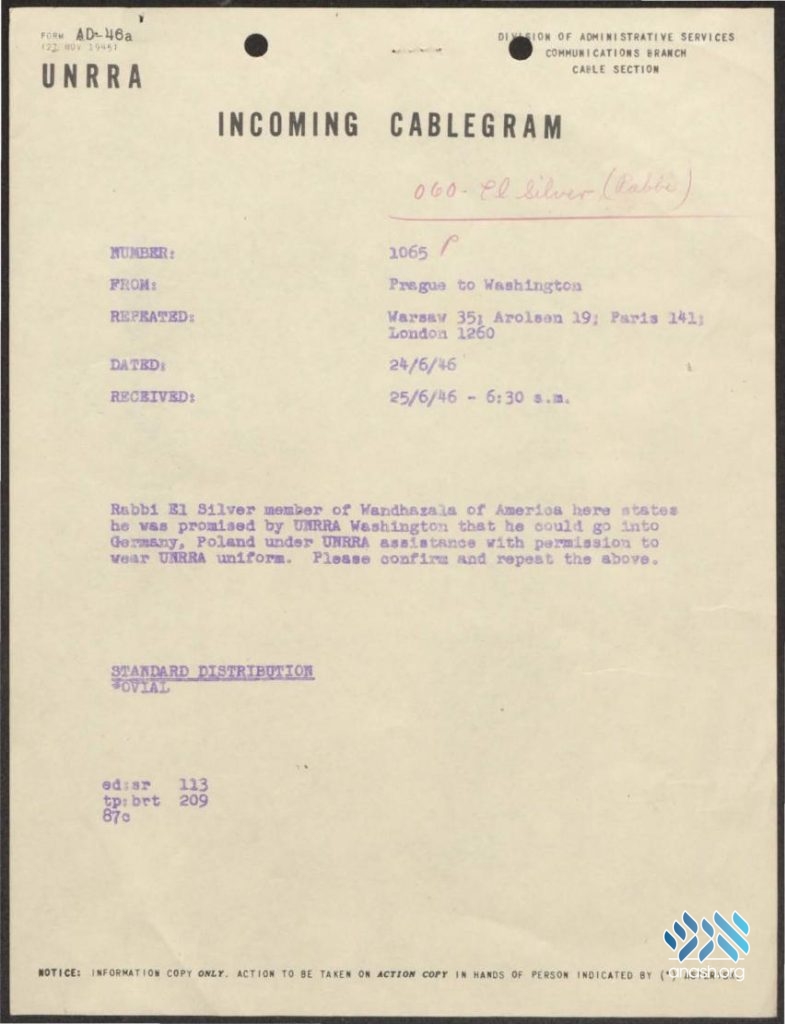 FORM AD-46a
(27 NOV 1945)
UNRRA
DIVISION OF ADMINISTRATIVE SERVICES
COMMUNICATIONS BRANCH
CABLE SECTION
INCOMING CABLEGRAM
060- El Silver (Rabbi)
NUMBER: 1065 P
FROM: Prague to Washington
REPEATED: Warsaw 35; Arolsen 19; Paris 141;
London 1260
DATED: 24/6/46
RECEIVED: 25/6/46 - 6:30 a.m.
Rabbi El Silver member of Wandhazala of America here states
he was promised by UNRRA Washington that he could go into
Germany, Poland under UNRRA assistance with permission to
wear UNRRA uniform. Please confirm and repeat the above.
STANDARD DISTRIBUTION
*OVIAL
ed:sr 113
tp:brt 209
87c
אנש
anash.org
NOTICE: INFORMATION COPY ONLY. ACTION TO BE TAKEN ON ACTION COPY IN HANDS OF PERSON INDICATED BY (*) ASTERISK.